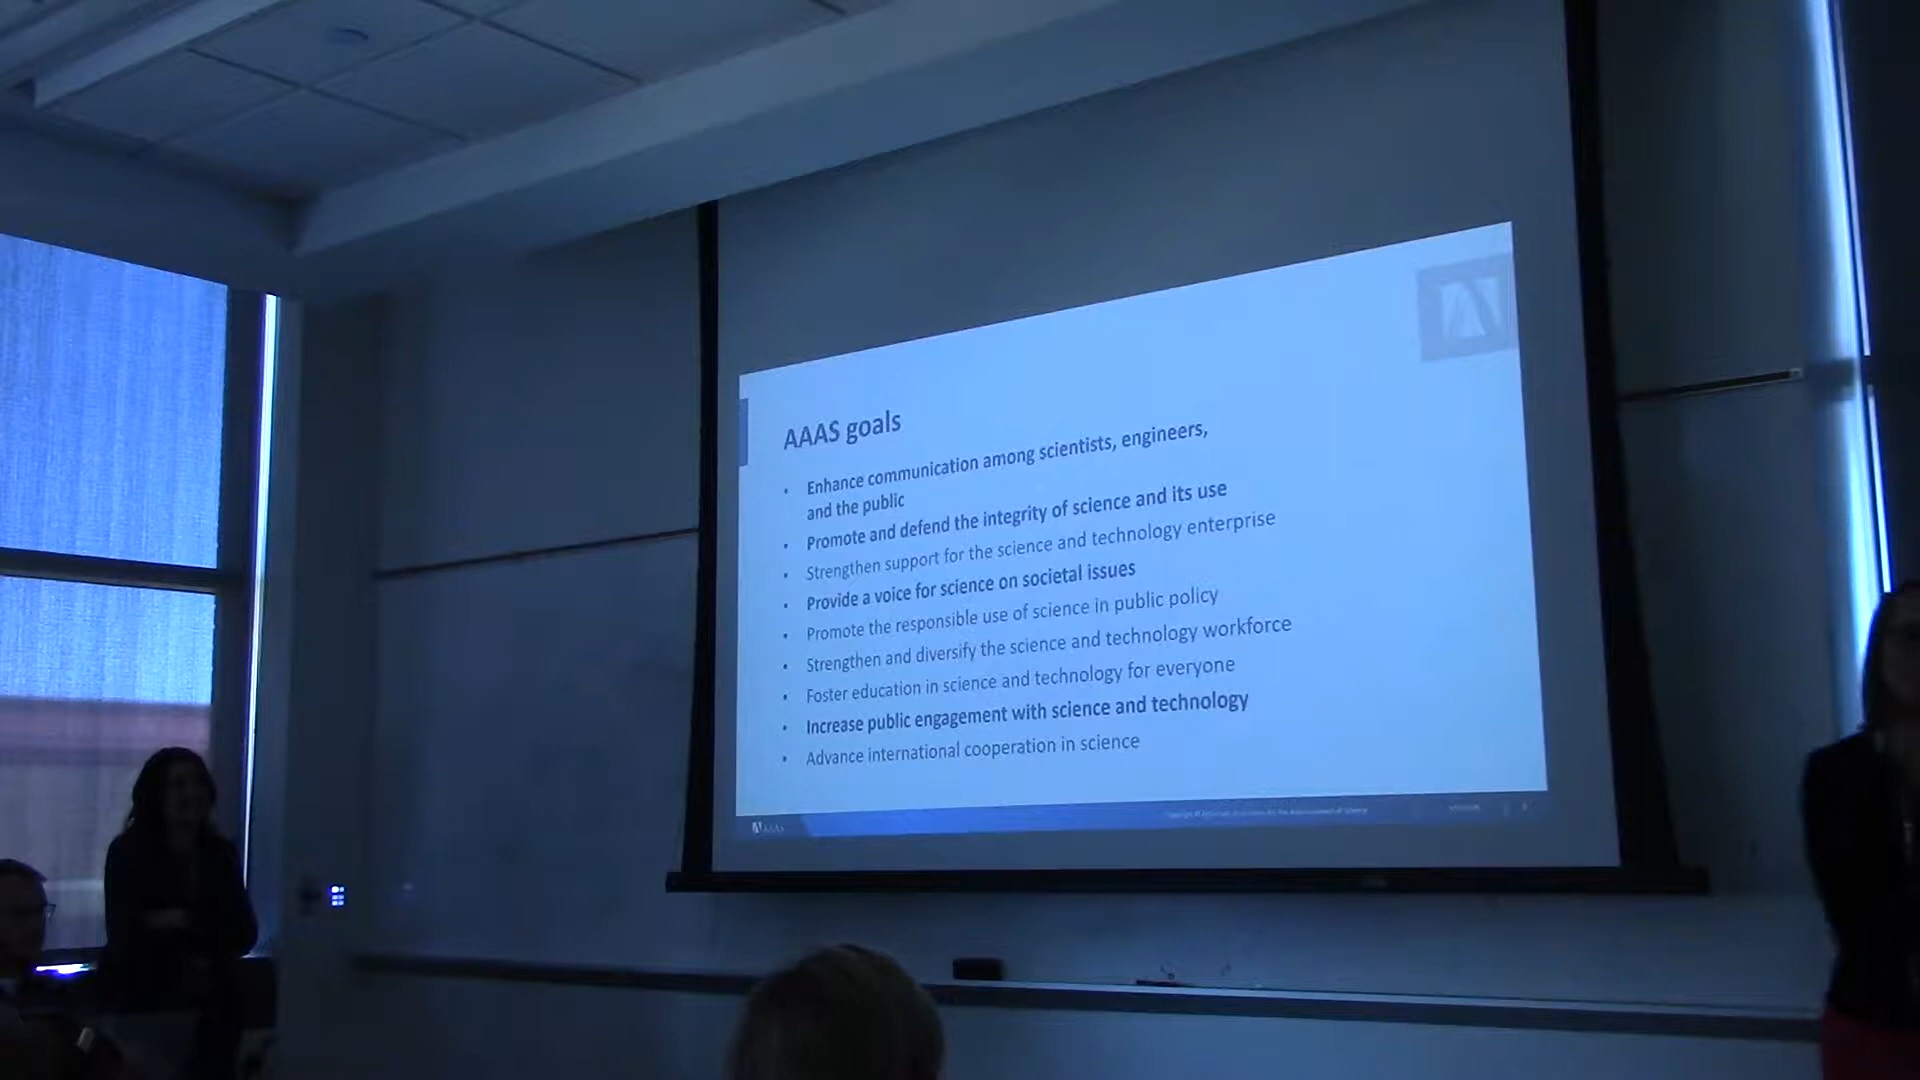 AAAS goals
• Enhance communication among scientists, engineers,
and the public
• Promote and defend the integrity of science and its use
• Strengthen support for the science and technology enterprise
• Provide a voice for science on societal issues
• Promote the responsible use of science in public policy
• Strengthen and diversify the science and technology workforce
• Foster education in science and technology for everyone
• Increase public engagement with science and technology
• Advance international cooperation in science
AAAS